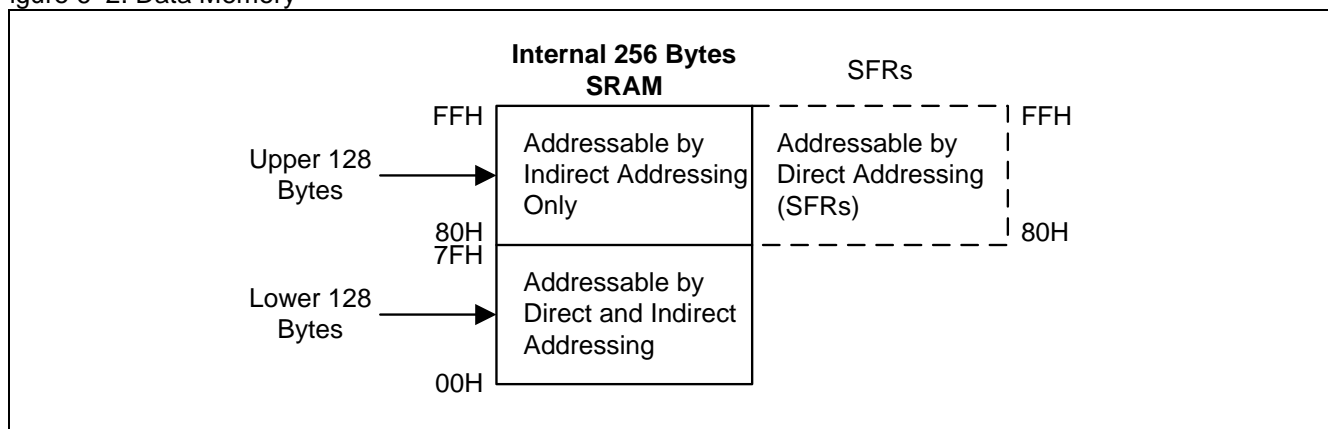 igure 3-2. Data Memory
Internal 256 Bytes
SRAM
SFRs
FFH
FFH
Upper 128
Bytes
Addressable by
Indirect Addressing
Only
Addressable by
Direct Addressing
(SFRs)
80H
80H
7FH
Lower 128
Bytes
Addressable by
Direct and Indirect
Addressing
00H